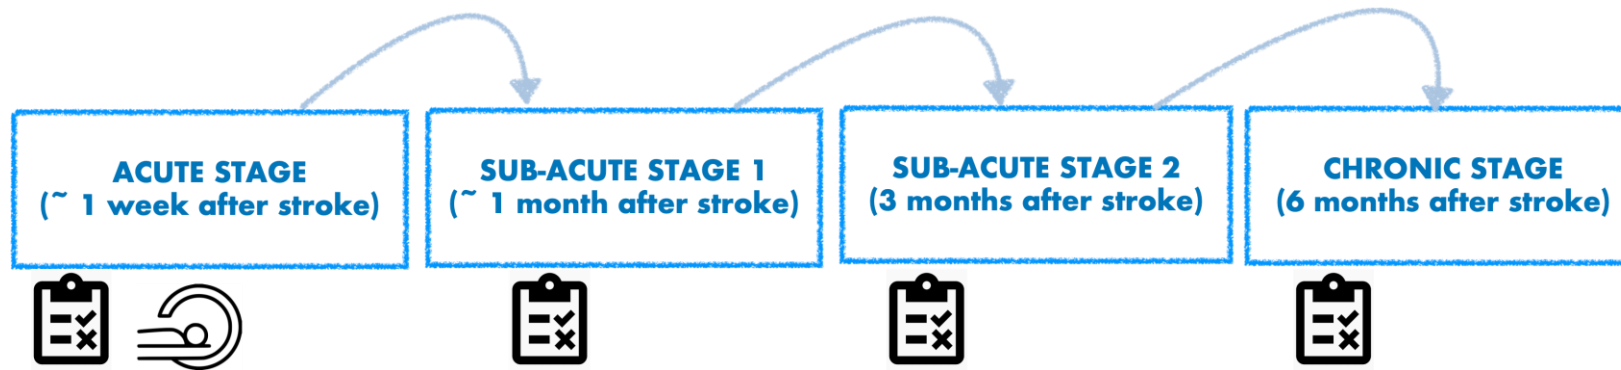 ACUTE STAGE
(~ 1 week after stroke)
SUB-ACUTE STAGE 1
(~ 1 month after stroke)
SUB-ACUTE STAGE 2
(3 months after stroke)
CHRONIC STAGE
(6 months after stroke)